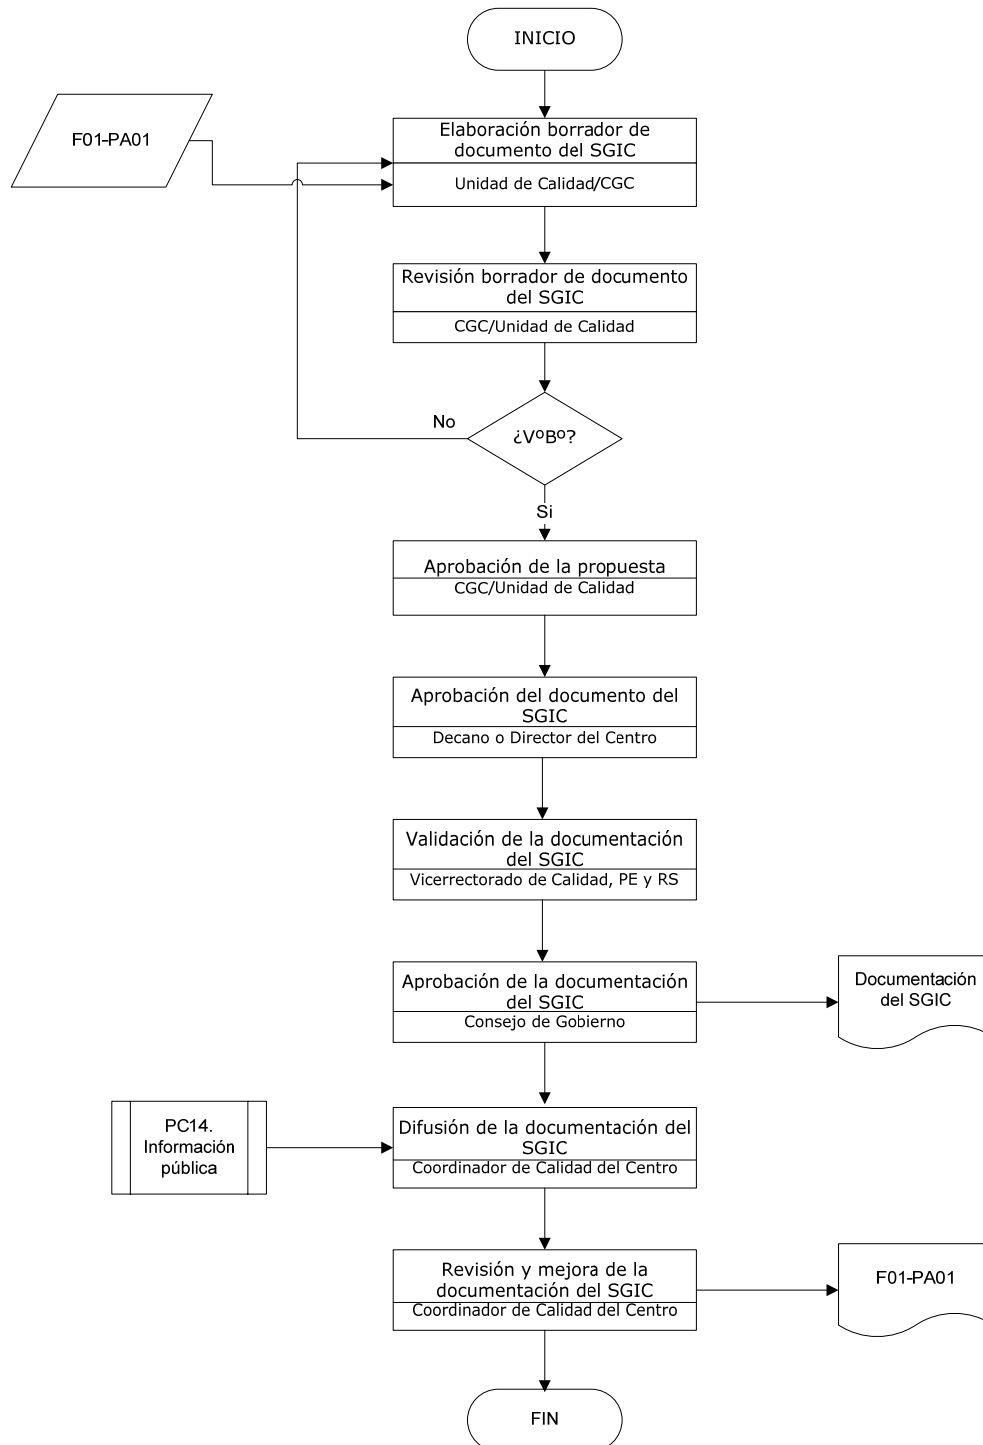 INICIO
F01-PA01
Elaboración borrador de
documento del SGIC
Unidad de Calidad/CGC
Revisión borrador de documento
del SGIC
CGC/Unidad de Calidad
No
¿VºBº?
Si
Aprobación de la propuesta
CGC/Unidad de Calidad
Aprobación del documento del
SGIC
Decano o Director del Centro
Validación de la documentación
del SGIC
Vicerrectorado de Calidad, PE y RS
Aprobación de la documentación
del SGIC
Consejo de Gobierno
Documentación
del SGIC
PC14.
Información
pública
Difusión de la documentación del
SGIC
Coordinador de Calidad del Centro
Revisión y mejora de la
documentación del SGIC
Coordinador de Calidad del Centro
F01-PA01
FIN